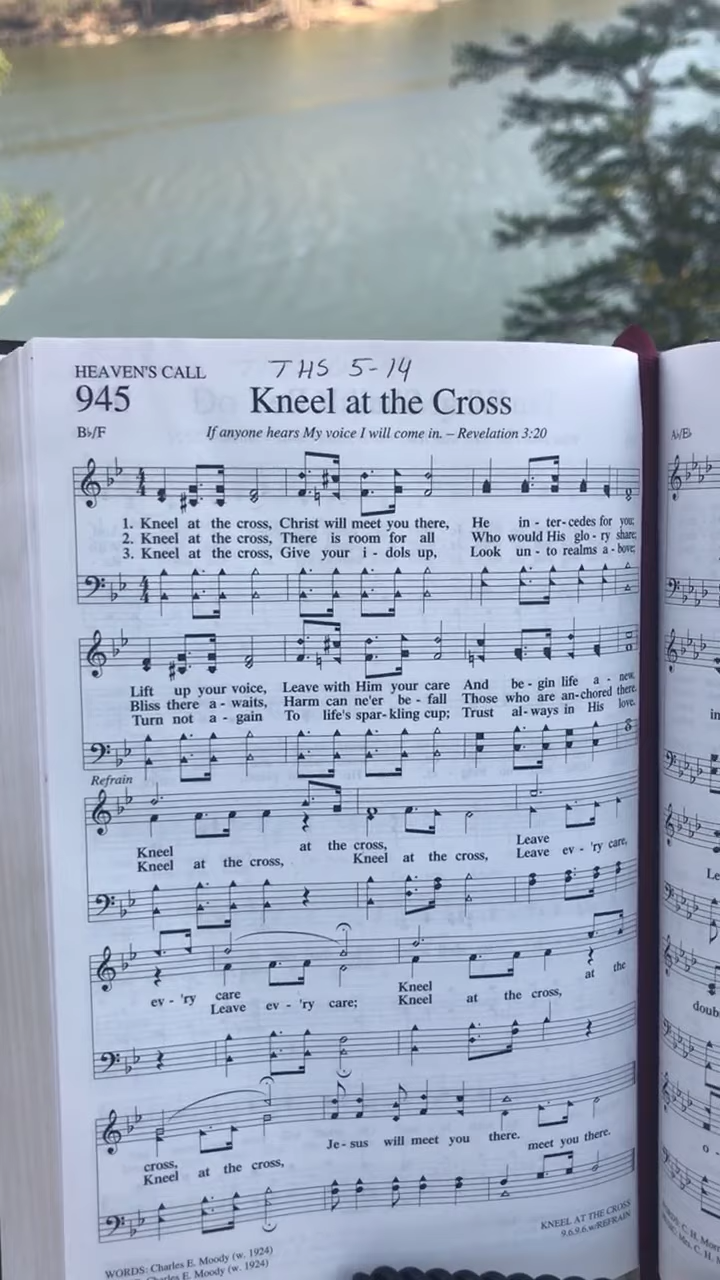 HEAVEN'S CALL
THS 5-14
945
Kneel at the Cross
B♭/F
If anyone hears My voice I will come in. – Revelation 3:20
1. Kneel at the cross, Christ will meet you there, He in - ter-cedes for you;
2. Kneel at the cross, There is room for all Who would His glo - ry share;
3. Kneel at the cross, Give your i - dols up, Look un - to realms a - bove;
Lift up your voice, Leave with Him your care And be - gin life a - new.
Bliss there a - waits, Harm can ne'er be - fall Those who are an-chored there.
Turn not a - gain To life's spar-kling cup; Trust al-ways in His love.
Refrain
Kneel at the cross, Leave
Kneel at the cross, Kneel at the cross, Leave ev - 'ry care,
ev - 'ry care Kneel at the
Leave ev - 'ry care; Kneel at the cross,
cross, Je - sus will meet you there.
Kneel at the cross, meet you there.
WORDS: Charles E. Moody (w. 1924)
Charles E. Moody (w. 1924)
KNEEL AT THE CROSS
9.6.9.6.w/REFRAIN
A♭/E♭
in
Le
doub
o -